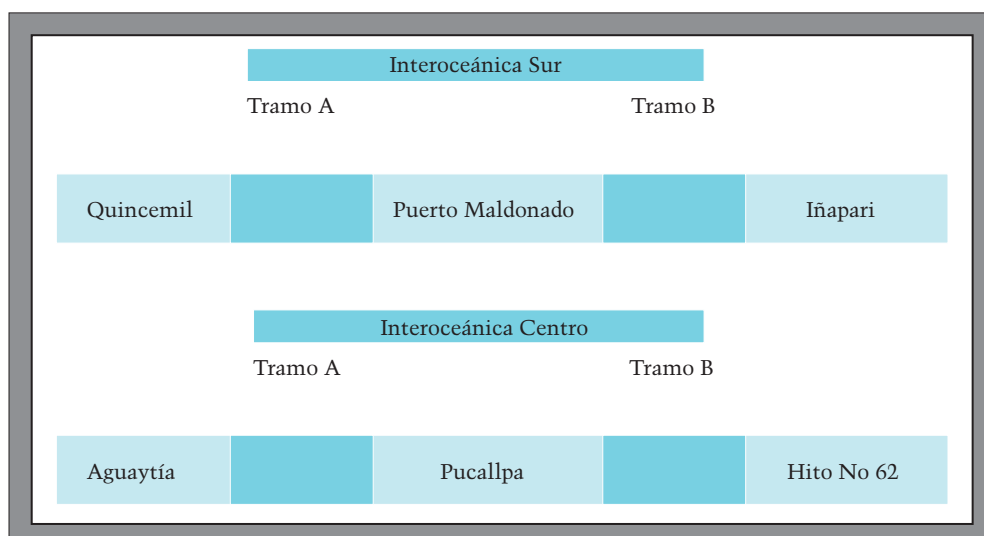 Interoceánica Sur
Tramo A Tramo B
Quincemil Puerto Maldonado Iñapari
Interoceánica Centro
Tramo A Tramo B
Aguaytía Pucallpa Hito No 62